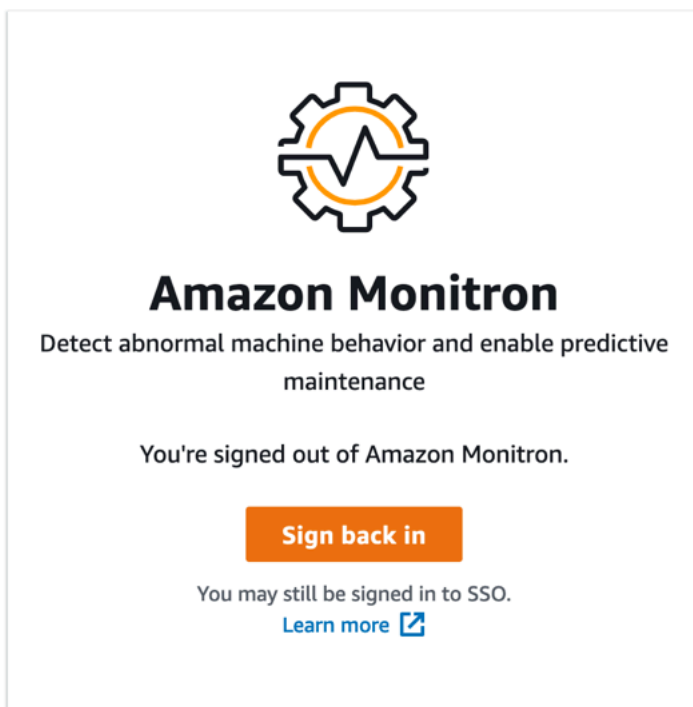 Amazon Monitron
Detect abnormal machine behavior and enable predictive
maintenance
You're signed out of Amazon Monitron.
Sign back in
You may still be signed in to SSO.
Learn more